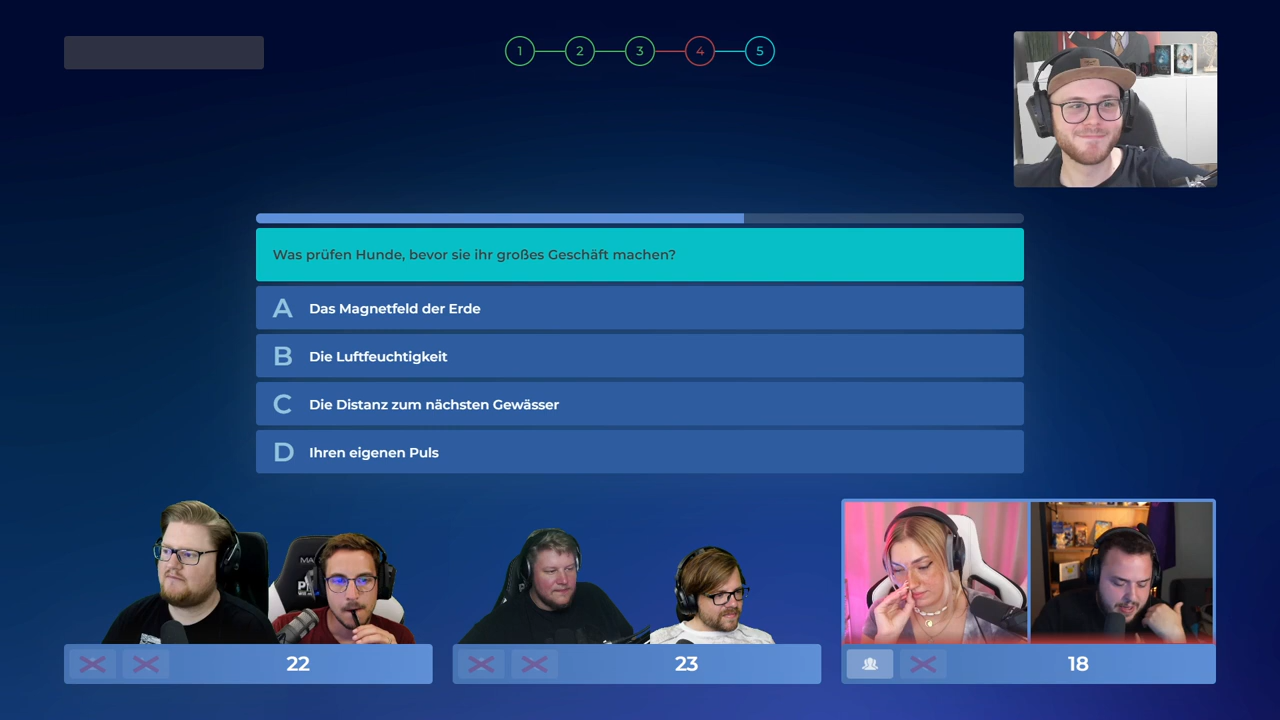 1 2 3 4 5
Was prüfen Hunde, bevor sie ihr großes Geschäft machen?
A Das Magnetfeld der Erde
B Die Luftfeuchtigkeit
C Die Distanz zum nächsten Gewässer
D Ihren eigenen Puls
22
23
18